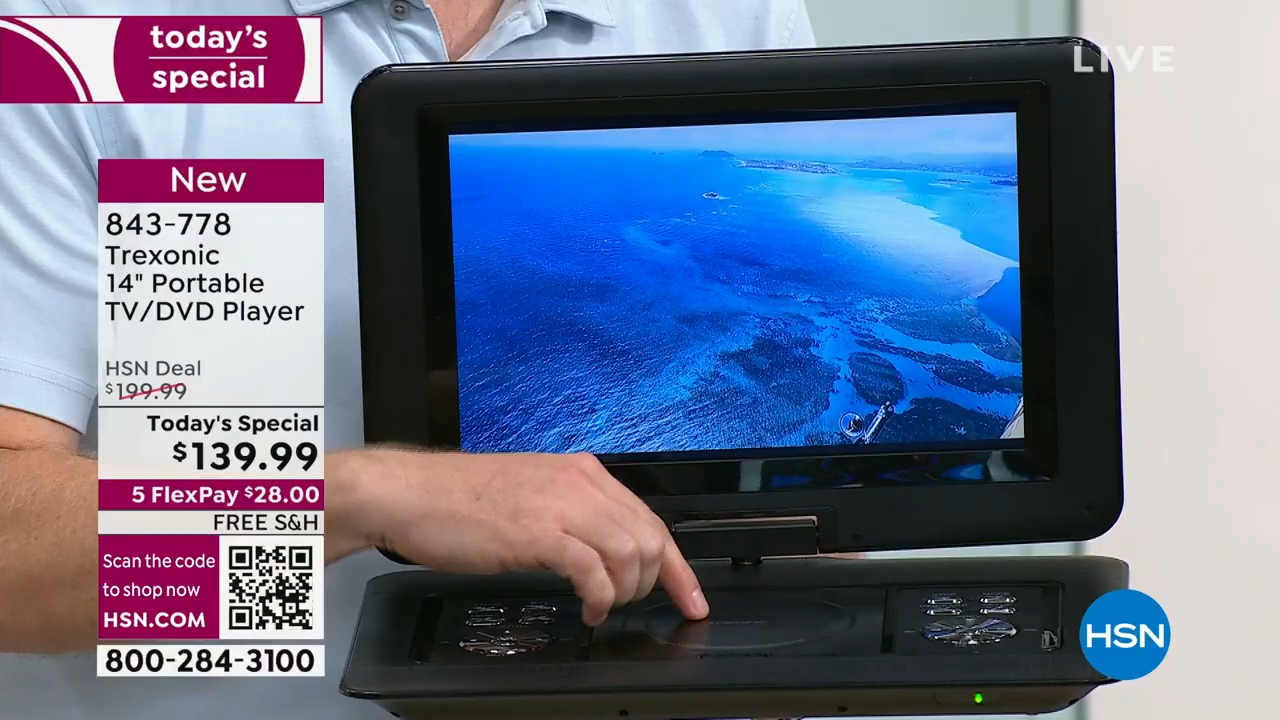 today's
special
LIVE
New
843-778
Trexonic
14" Portable
TV/DVD Player
HSN Deal
$199.99
Today's Special
$139.99
5 FlexPay $28.00
FREE S&H
Scan the code
to shop now
HSN.COM
800-284-3100
HSN